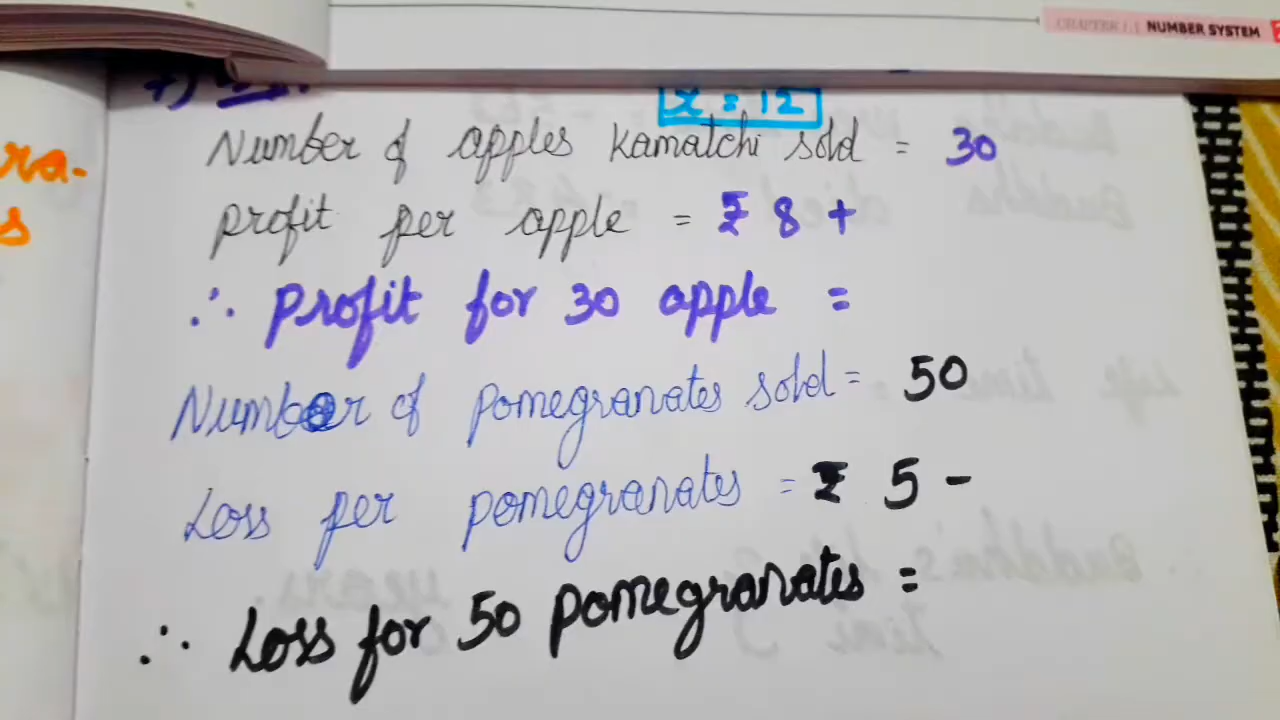 CHAPTER 1.1 NUMBER SYSTEM
x = 12
Number of apples Kamatchi sold = 30
profit per apple = ₹ 8 +
∴ Profit for 30 apple =
Number of pomegranates sold = 50
Loss per pomegranates = ₹ 5 -
∴ Loss for 50 pomegranates =